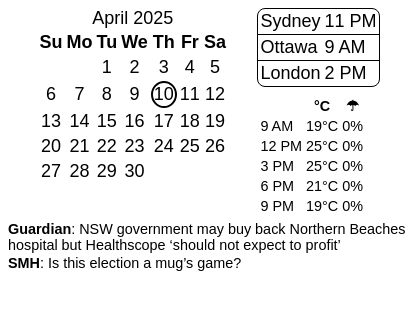 April 2025
Su Mo Tu We Th Fr Sa
1 2 3 4 5
6 7 8 9 10 11 12
13 14 15 16 17 18 19
20 21 22 23 24 25 26
27 28 29 30
Sydney 11 PM
Ottawa 9 AM
London 2 PM
°C ☂
9 AM 19°C 0%
12 PM 25°C 0%
3 PM 25°C 0%
6 PM 21°C 0%
9 PM 19°C 0%
Guardian: NSW government may buy back Northern Beaches
hospital but Healthscope ‘should not expect to profit’
SMH: Is this election a mug’s game?